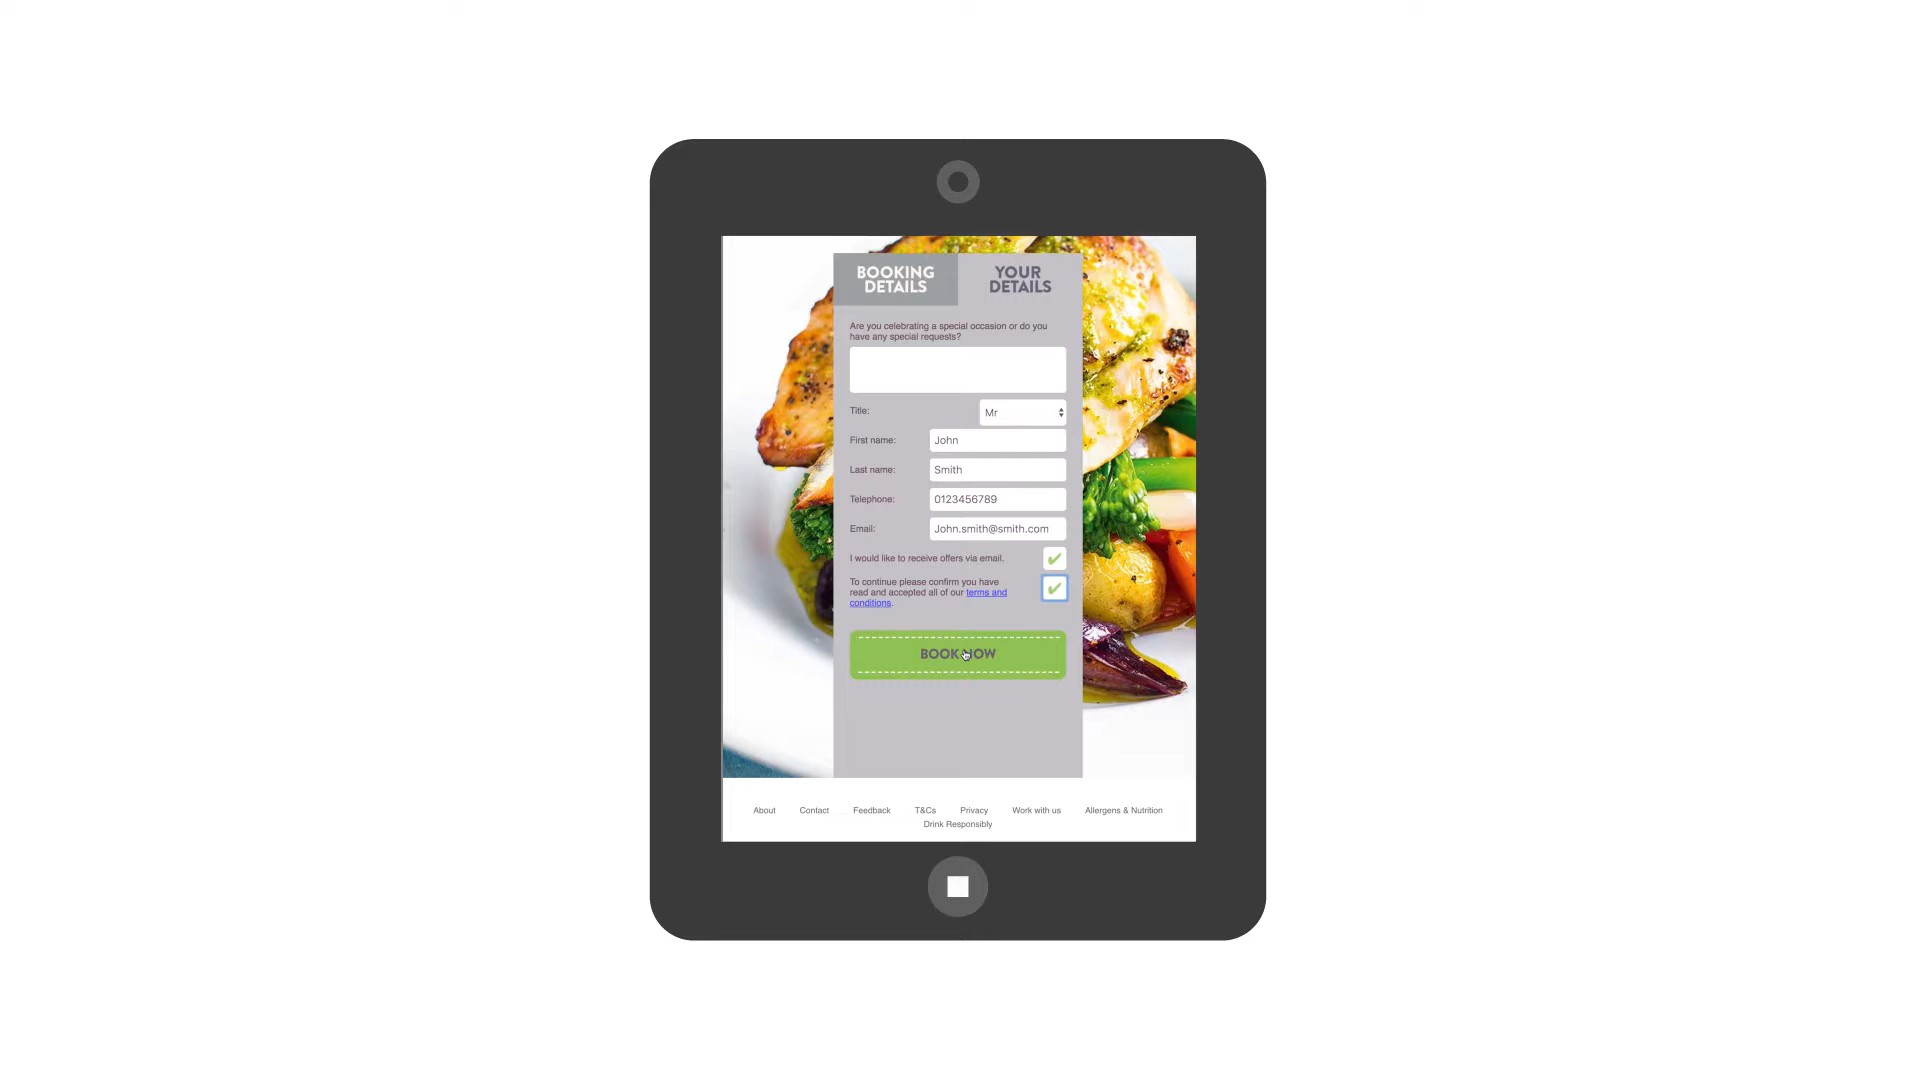 BOOKING
DETAILS
YOUR
DETAILS
Are you celebrating a special occasion or do you
have any special requests?
Title:
Mr
First name:
John
Last name:
Smith
Telephone:
0123456789
Email:
John.smith@smith.com
I would like to receive offers via email.
To continue please confirm you have
read and accepted all of our terms and
conditions.
BOOK NOW
About Contact Feedback T&Cs Privacy Work with us Allergens & Nutrition
Drink Responsibly